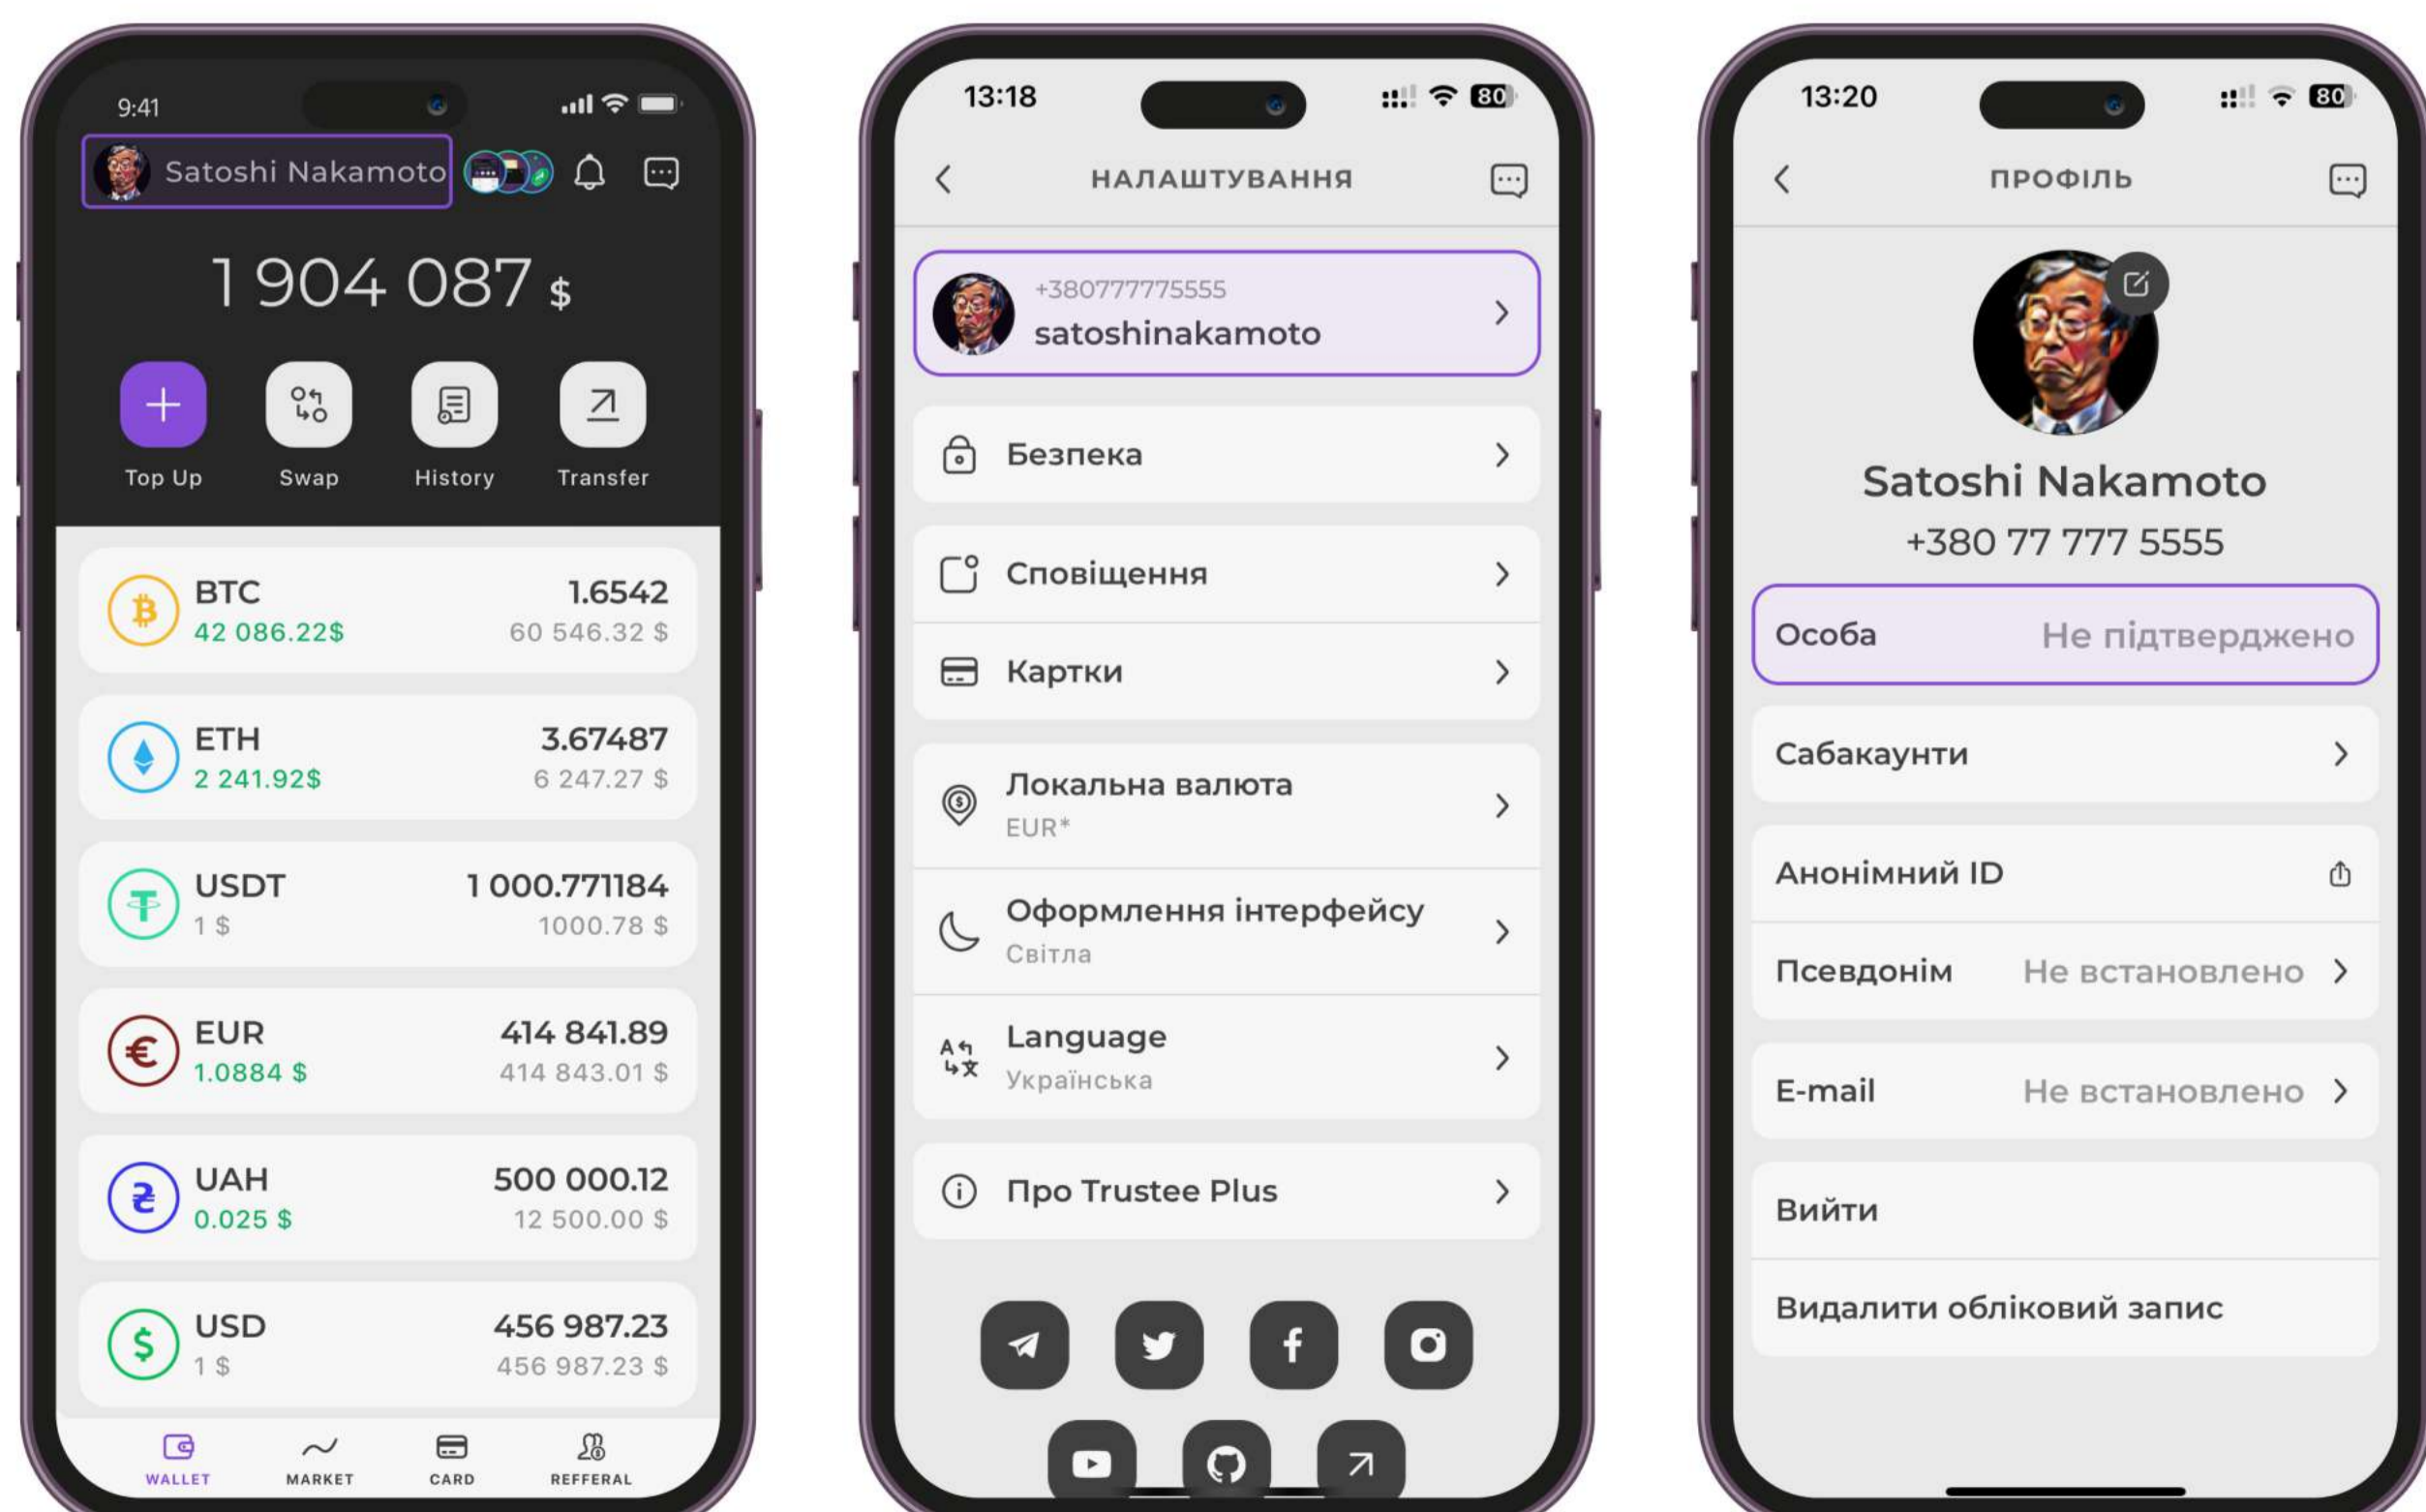 9:41
Satoshi Nakamoto
1 904 087 $
Top Up Swap History Transfer
BTC 1.6542
42 086.22$ 60 546.32 $
ETH 3.67487
2 241.92$ 6 247.27 $
USDT 1 000.771184
1 $ 1000.78 $
EUR 414 841.89
1.0884 $ 414 843.01 $
UAH 500 000.12
0.025 $ 12 500.00 $
USD 456 987.23
1 $ 456 987.23 $
WALLET MARKET CARD REFFERAL
13:18 80
НАЛАШТУВАННЯ
+380777775555
satoshinakamoto
Безпека
Сповіщення
Картки
Локальна валюта
EUR*
Оформлення інтерфейсу
Світла
Language
Українська
Про Trustee Plus
13:20 80
ПРОФІЛЬ
Satoshi Nakamoto
+380 77 777 5555
Особа Не підтверджено
Сабакаунти
Анонімний ID
Псевдонім Не встановлено
E-mail Не встановлено
Вийти
Видалити обліковий запис